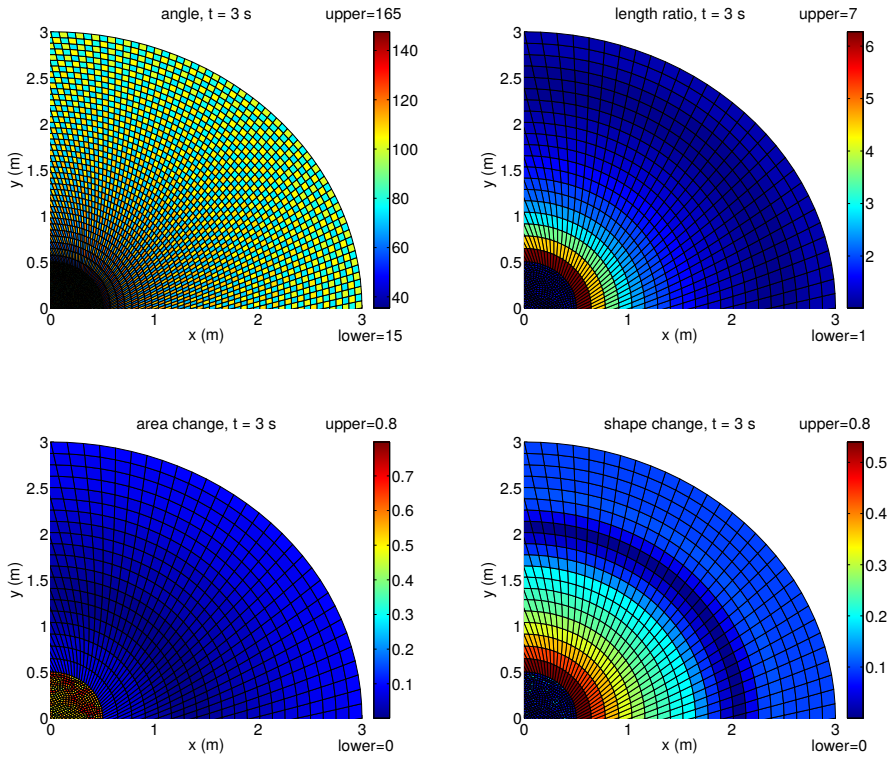 angle, t = 3 s upper=165
3
2.5
2
1.5
1
0.5
0
y (m)
0 1 2 3
x (m)
lower=15
140
120
100
80
60
40
length ratio, t = 3 s upper=7
3
2.5
2
1.5
1
0.5
0
y (m)
0 1 2 3
x (m)
lower=1
6
5
4
3
2
area change, t = 3 s upper=0.8
3
2.5
2
1.5
1
0.5
0
y (m)
0 1 2 3
x (m)
lower=0
0.7
0.6
0.5
0.4
0.3
0.2
0.1
shape change, t = 3 s upper=0.8
3
2.5
2
1.5
1
0.5
0
y (m)
0 1 2 3
x (m)
lower=0
0.5
0.4
0.3
0.2
0.1